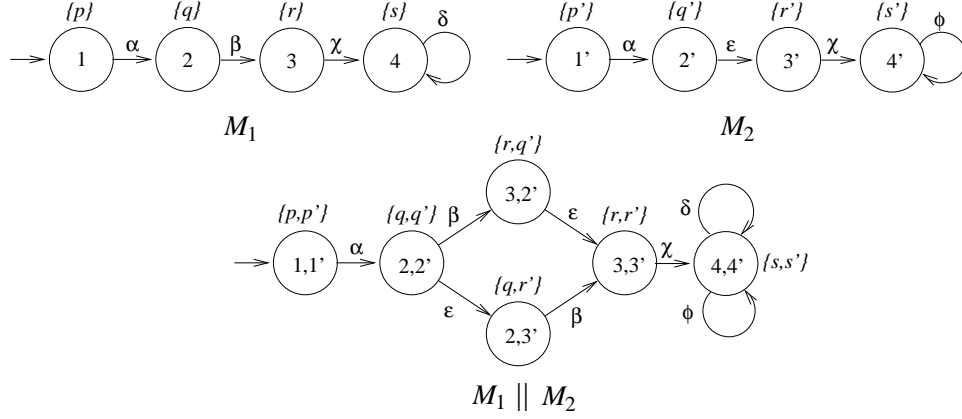 {p} {q} {r} {s} δ
1 α 2 β 3 χ 4
M₁
{p'} {q'} {r'} {s'} ϕ
1' α 2' ε 3' χ 4'
M₂
{r,q'}
3,2'
{p,p'} {q,q'} β ε {r,r'} δ
1,1' α 2,2' 3,3' χ 4,4' {s,s'}
{q,r'}
ε 2,3' β ϕ
M₁ || M₂